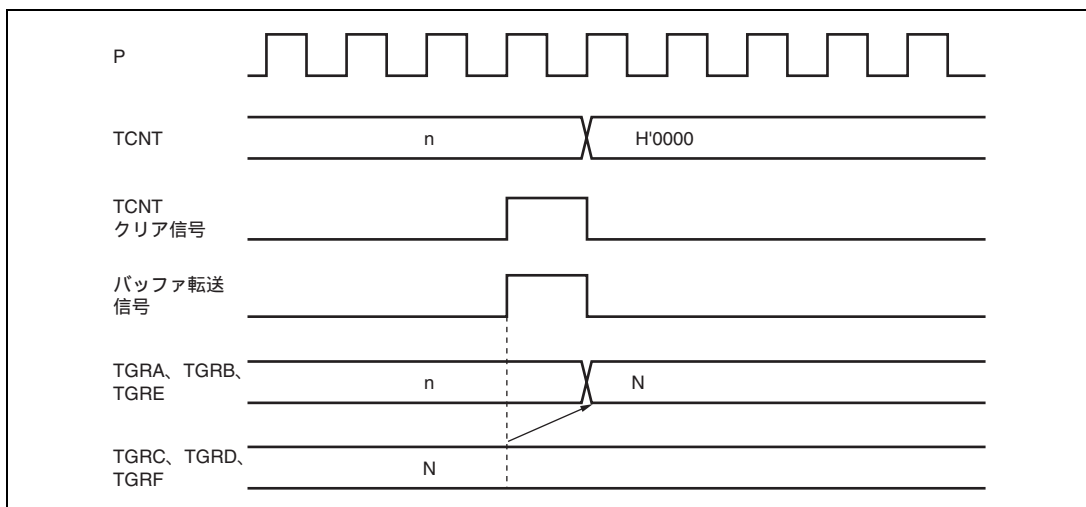 P
TCNT
n
H'0000
TCNT
クリア信号
バッファ転送
信号
TGRA、TGRB、
TGRE
n
N
TGRC、TGRD、
TGRF
N